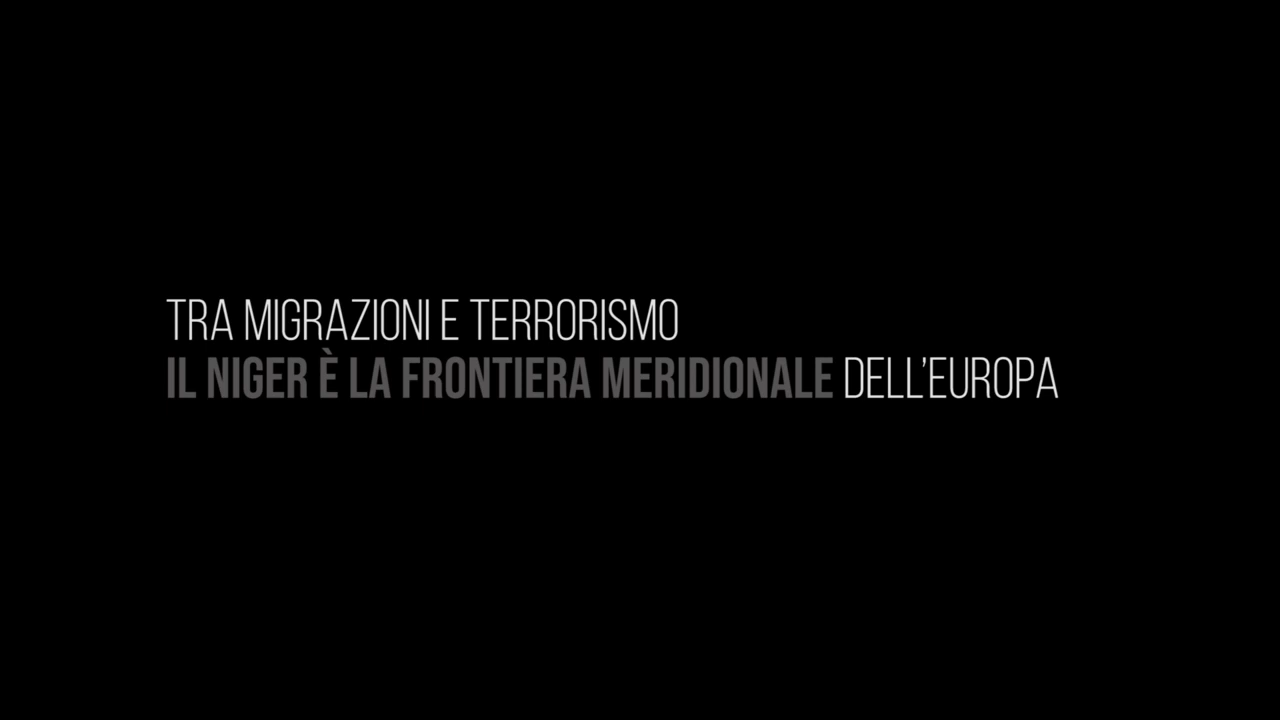 TRA MIGRAZIONI E TERRORISMO
IL NIGER È LA FRONTIERA MERIDIONALE DELL'EUROPA